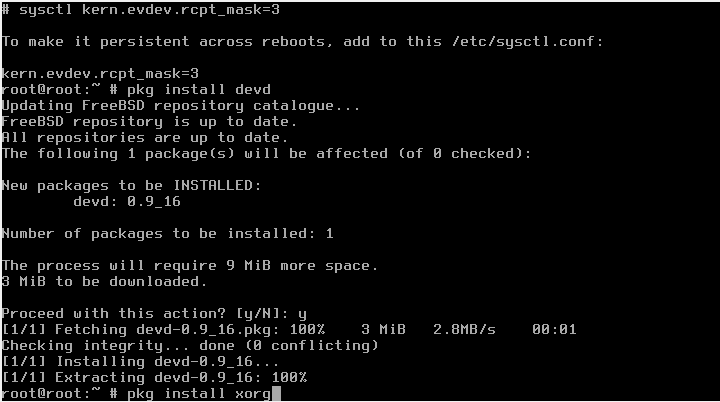 # sysctl kern.evdev.rcpt_mask=3
To make it persistent across reboots, add to this /etc/sysctl.conf:
kern.evdev.rcpt_mask=3
root@root:~ # pkg install devd
Updating FreeBSD repository catalogue...
FreeBSD repository is up to date.
All repositories are up to date.
The following 1 package(s) will be affected (of 0 checked):
New packages to be INSTALLED:
devd: 0.9_16
Number of packages to be installed: 1
The process will require 9 MiB more space.
3 MiB to be downloaded.
Proceed with this action? [y/N]: y
[1/1] Fetching devd-0.9_16.pkg: 100% 3 MiB 2.8MB/s 00:01
Checking integrity... done (0 conflicting)
[1/1] Installing devd-0.9_16...
[1/1] Extracting devd-0.9_16: 100%
root@root:~ # pkg install xorg